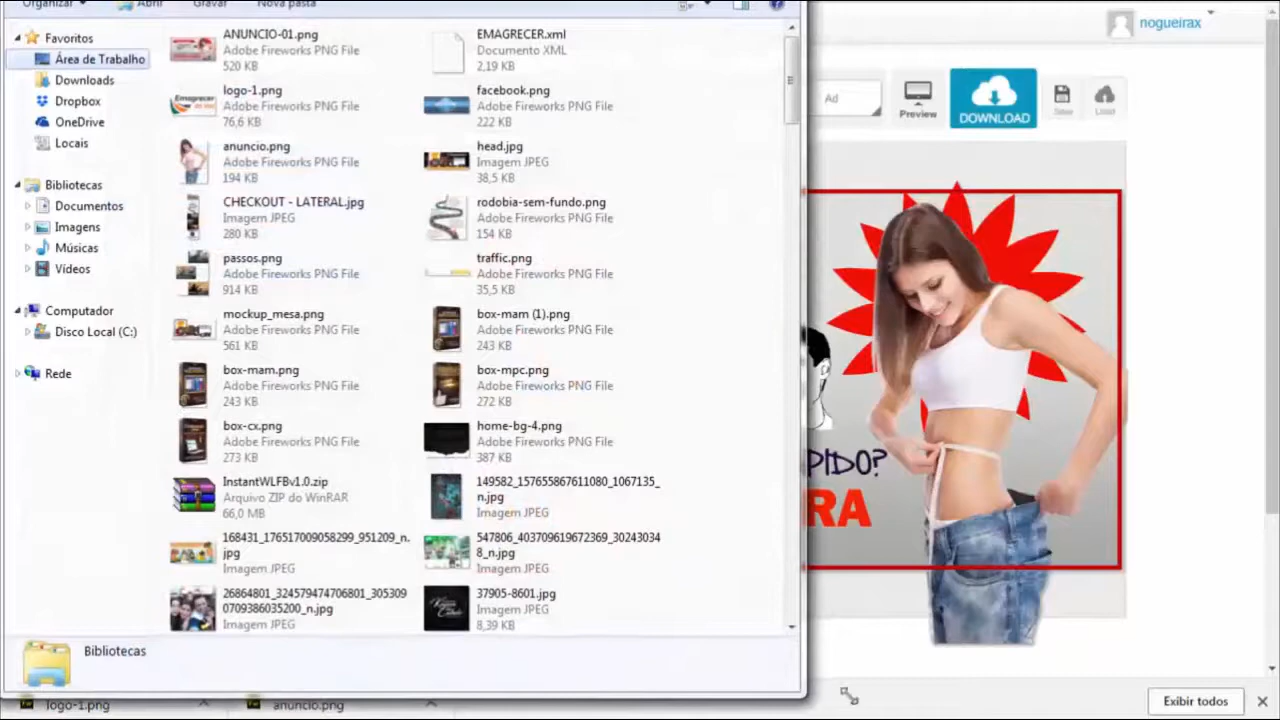 Organizar
Abrir
Gravar
Nova pasta
nogueirax
Favoritos
Área de Trabalho
Downloads
Dropbox
OneDrive
Locais
Bibliotecas
Documentos
Imagens
Músicas
Vídeos
Computador
Disco Local (C:)
Rede
ANUNCIO-01.png
Adobe Fireworks PNG File
520 KB
EMAGRECER.xml
Documento XML
2,19 KB
logo-1.png
Adobe Fireworks PNG File
76,6 KB
facebook.png
Adobe Fireworks PNG File
222 KB
anuncio.png
Adobe Fireworks PNG File
194 KB
head.jpg
Imagem JPEG
38,5 KB
CHECKOUT - LATERAL.jpg
Imagem JPEG
280 KB
rodobia-sem-fundo.png
Adobe Fireworks PNG File
154 KB
passos.png
Adobe Fireworks PNG File
914 KB
traffic.png
Adobe Fireworks PNG File
35,5 KB
mockup_mesa.png
Adobe Fireworks PNG File
561 KB
box-mam (1).png
Adobe Fireworks PNG File
243 KB
box-mam.png
Adobe Fireworks PNG File
243 KB
box-mpc.png
Adobe Fireworks PNG File
272 KB
box-cx.png
Adobe Fireworks PNG File
273 KB
home-bg-4.png
Adobe Fireworks PNG File
387 KB
InstantWLFBv1.0.zip
Arquivo ZIP do WinRAR
66,0 MB
149582_157655867611080_1067135_
n.jpg
Imagem JPEG
168431_176517009058299_951209_n.
jpg
Imagem JPEG
547806_403709619672369_30243034
8_n.jpg
Imagem JPEG
26864801_324579474706801_305309
0709386035200_n.jpg
Imagem JPEG
37905-8601.jpg
Imagem JPEG
8,39 KB
Bibliotecas
Ad
Preview
DOWNLOAD
Save
Load
PIDO?
RA
logo-1.png
anuncio.png
Exibir todos